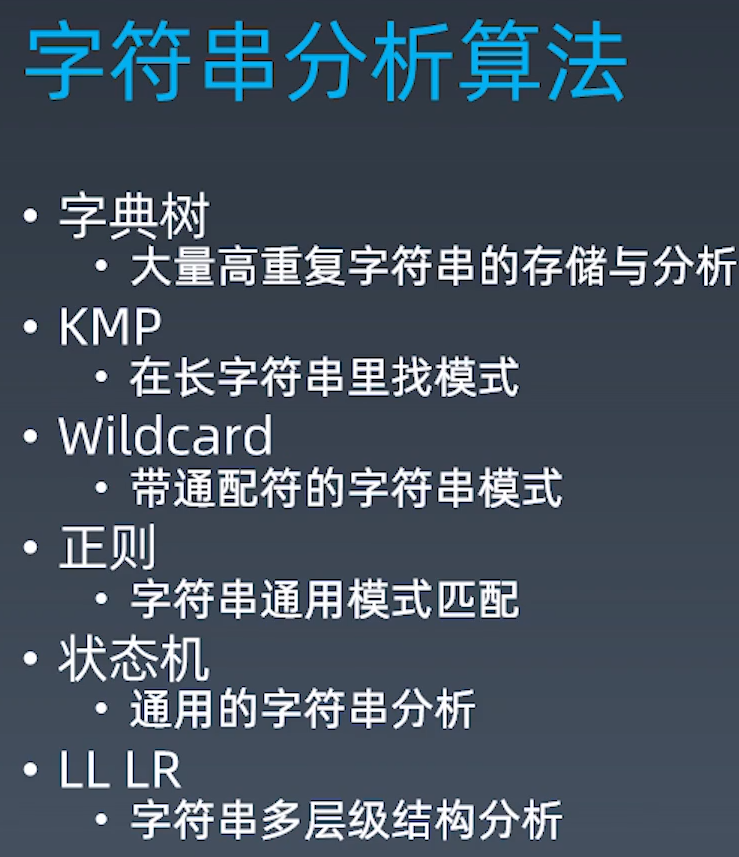 字符串分析算法
• 字典树
• 大量高重复字符串的存储与分析
• KMP
• 在长字符串里找模式
• Wildcard
• 带通配符的字符串模式
• 正则
• 字符串通用模式匹配
• 状态机
• 通用的字符串分析
• LL LR
• 字符串多层级结构分析